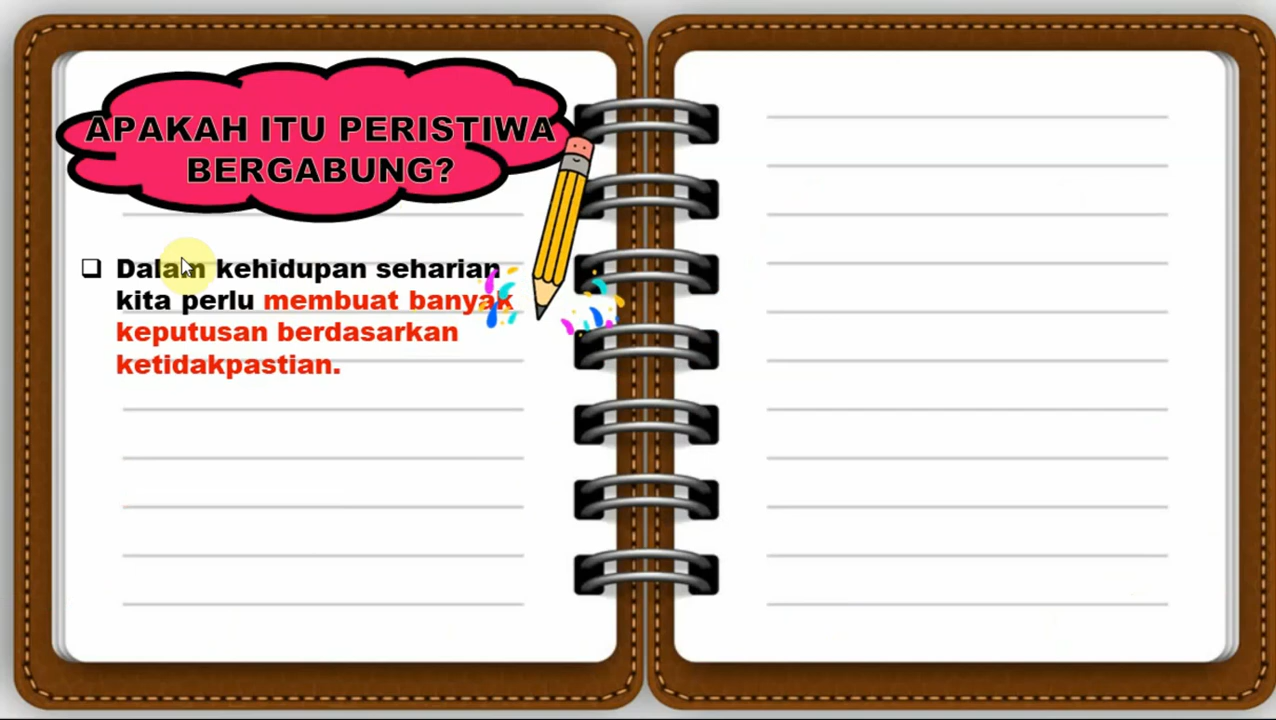 APAKAH ITU PERISTIWA
BERGABUNG?
Dalam kehidupan seharian
kita perlu membuat banyak
keputusan berdasarkan
ketidakpastian.